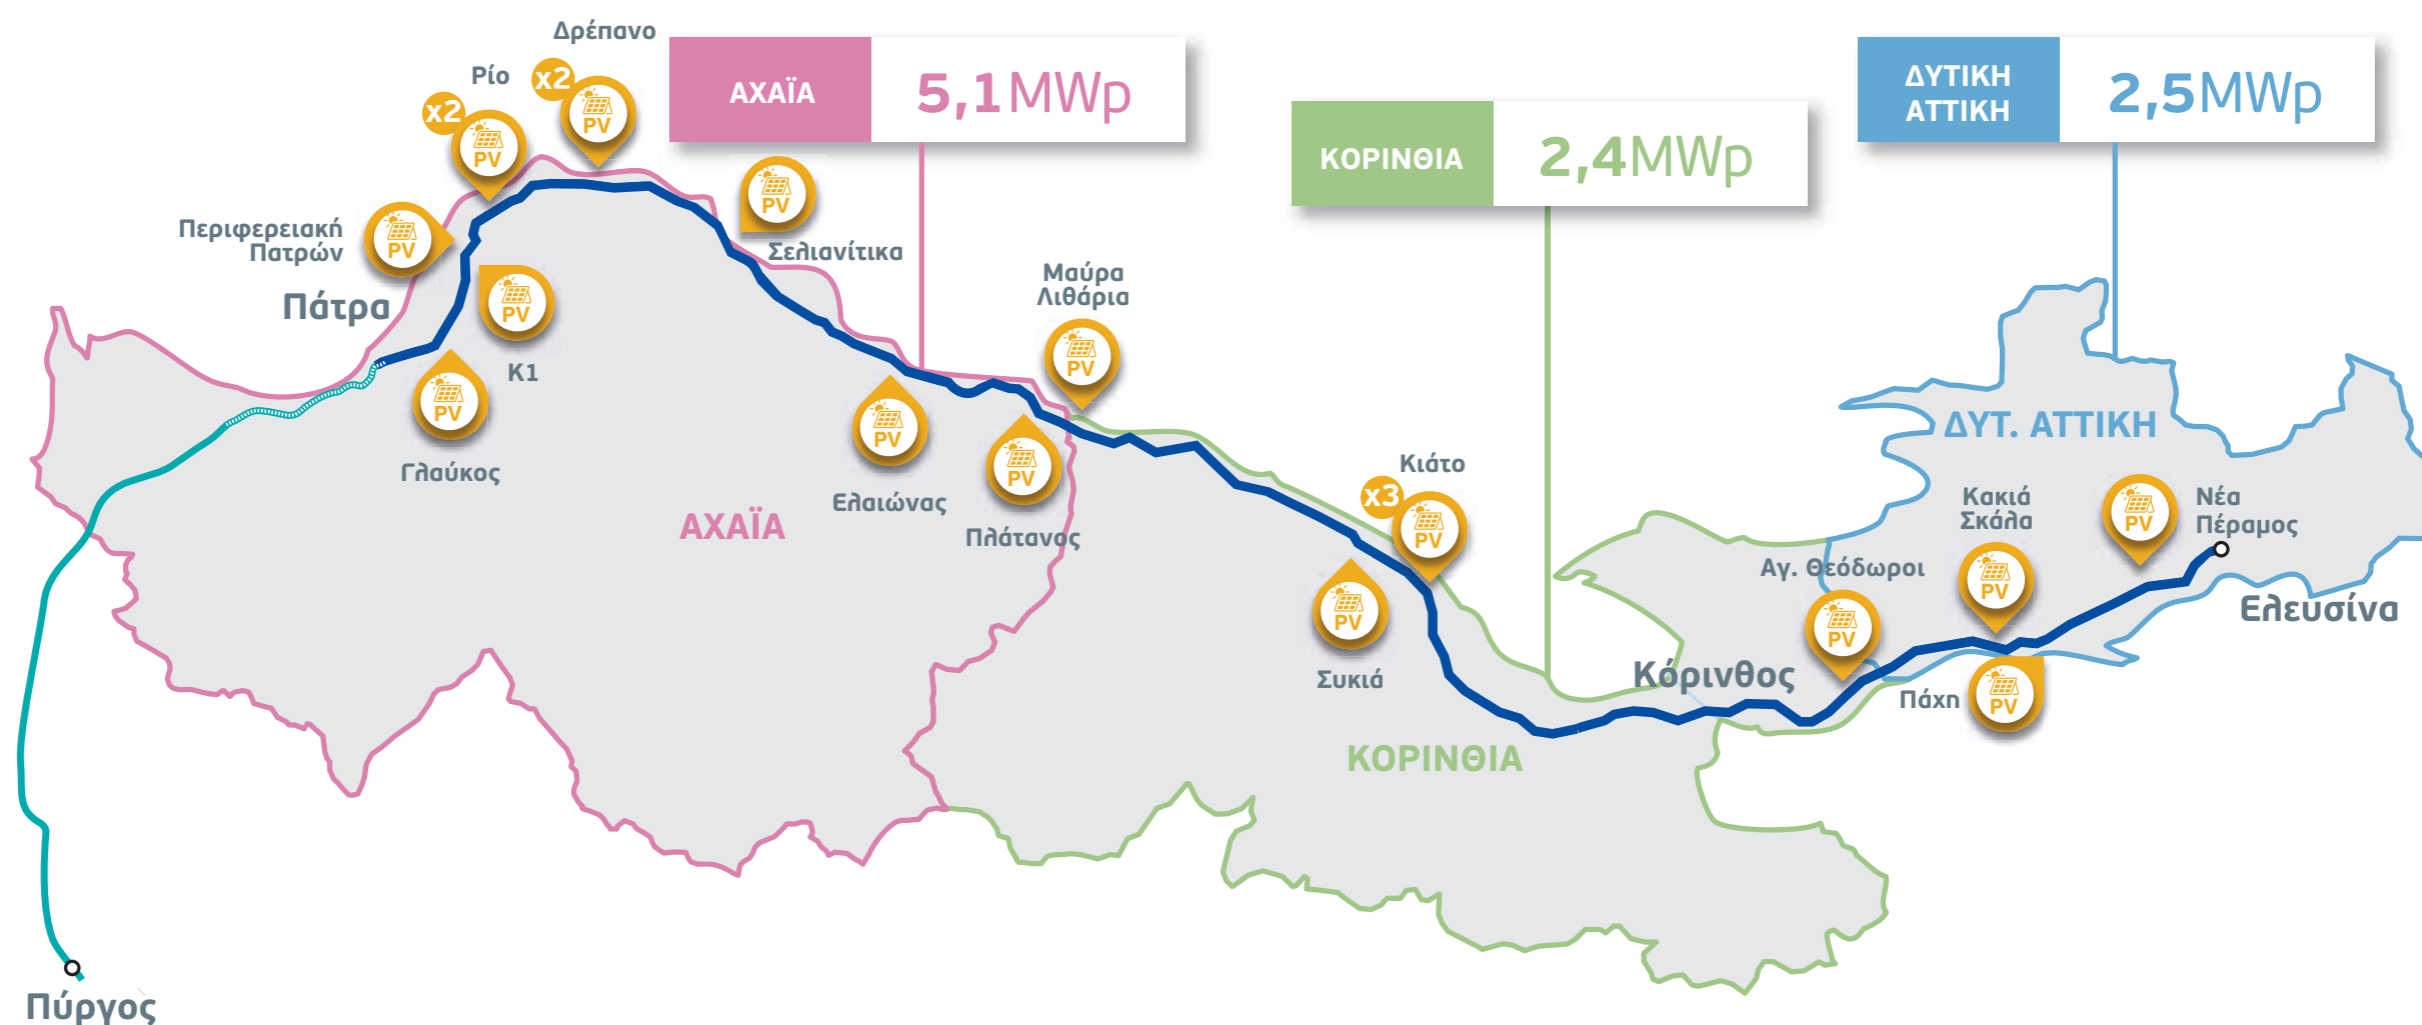 Δρέπανο
x2
PV
Ρίο
x2
PV
ΑΧΑΪΑ
5,1MWp
ΚΟΡΙΝΘΙΑ
2,4MWp
ΔΥΤΙΚΗ
ΑΤΤΙΚΗ
2,5MWp
Περιφερειακή
Πατρών
PV
PV
Σελιανίτικα
Πάτρα
PV
Κ1
Μαύρα
Λιθάρια
PV
PV
Γλαύκος
PV
Ελαιώνας
PV
Πλάτανος
ΑΧΑΪΑ
Κιάτο
x3
PV
PV
Συκιά
ΔΥΤ. ΑΤΤΙΚΗ
Κακιά
Σκάλα
PV
PV
Νέα
Πέραμος
Αγ. Θεόδωροι
PV
Ελευσίνα
Κόρινθος
Πάχη
PV
ΚΟΡΙΝΘΙΑ
Πύργος